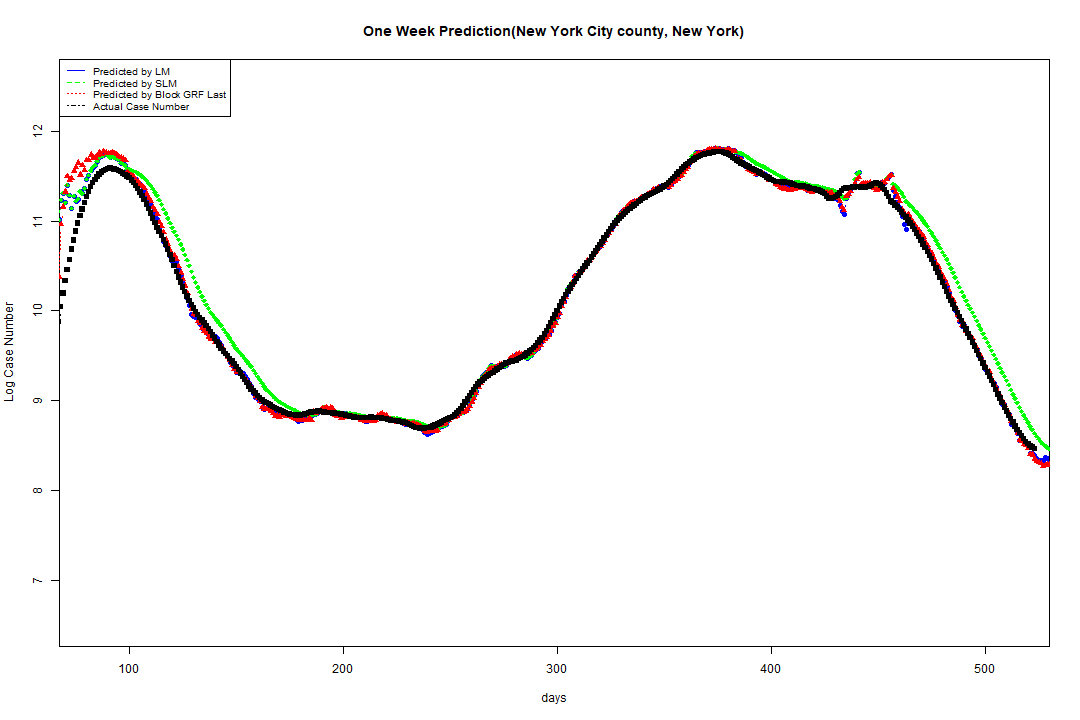 One Week Prediction(New York City county, New York)
Predicted by LM
Predicted by SLM
Predicted by Block GRF Last
Actual Case Number
12
11
10
9
8
7
Log Case Number
100 200 300 400 500
days